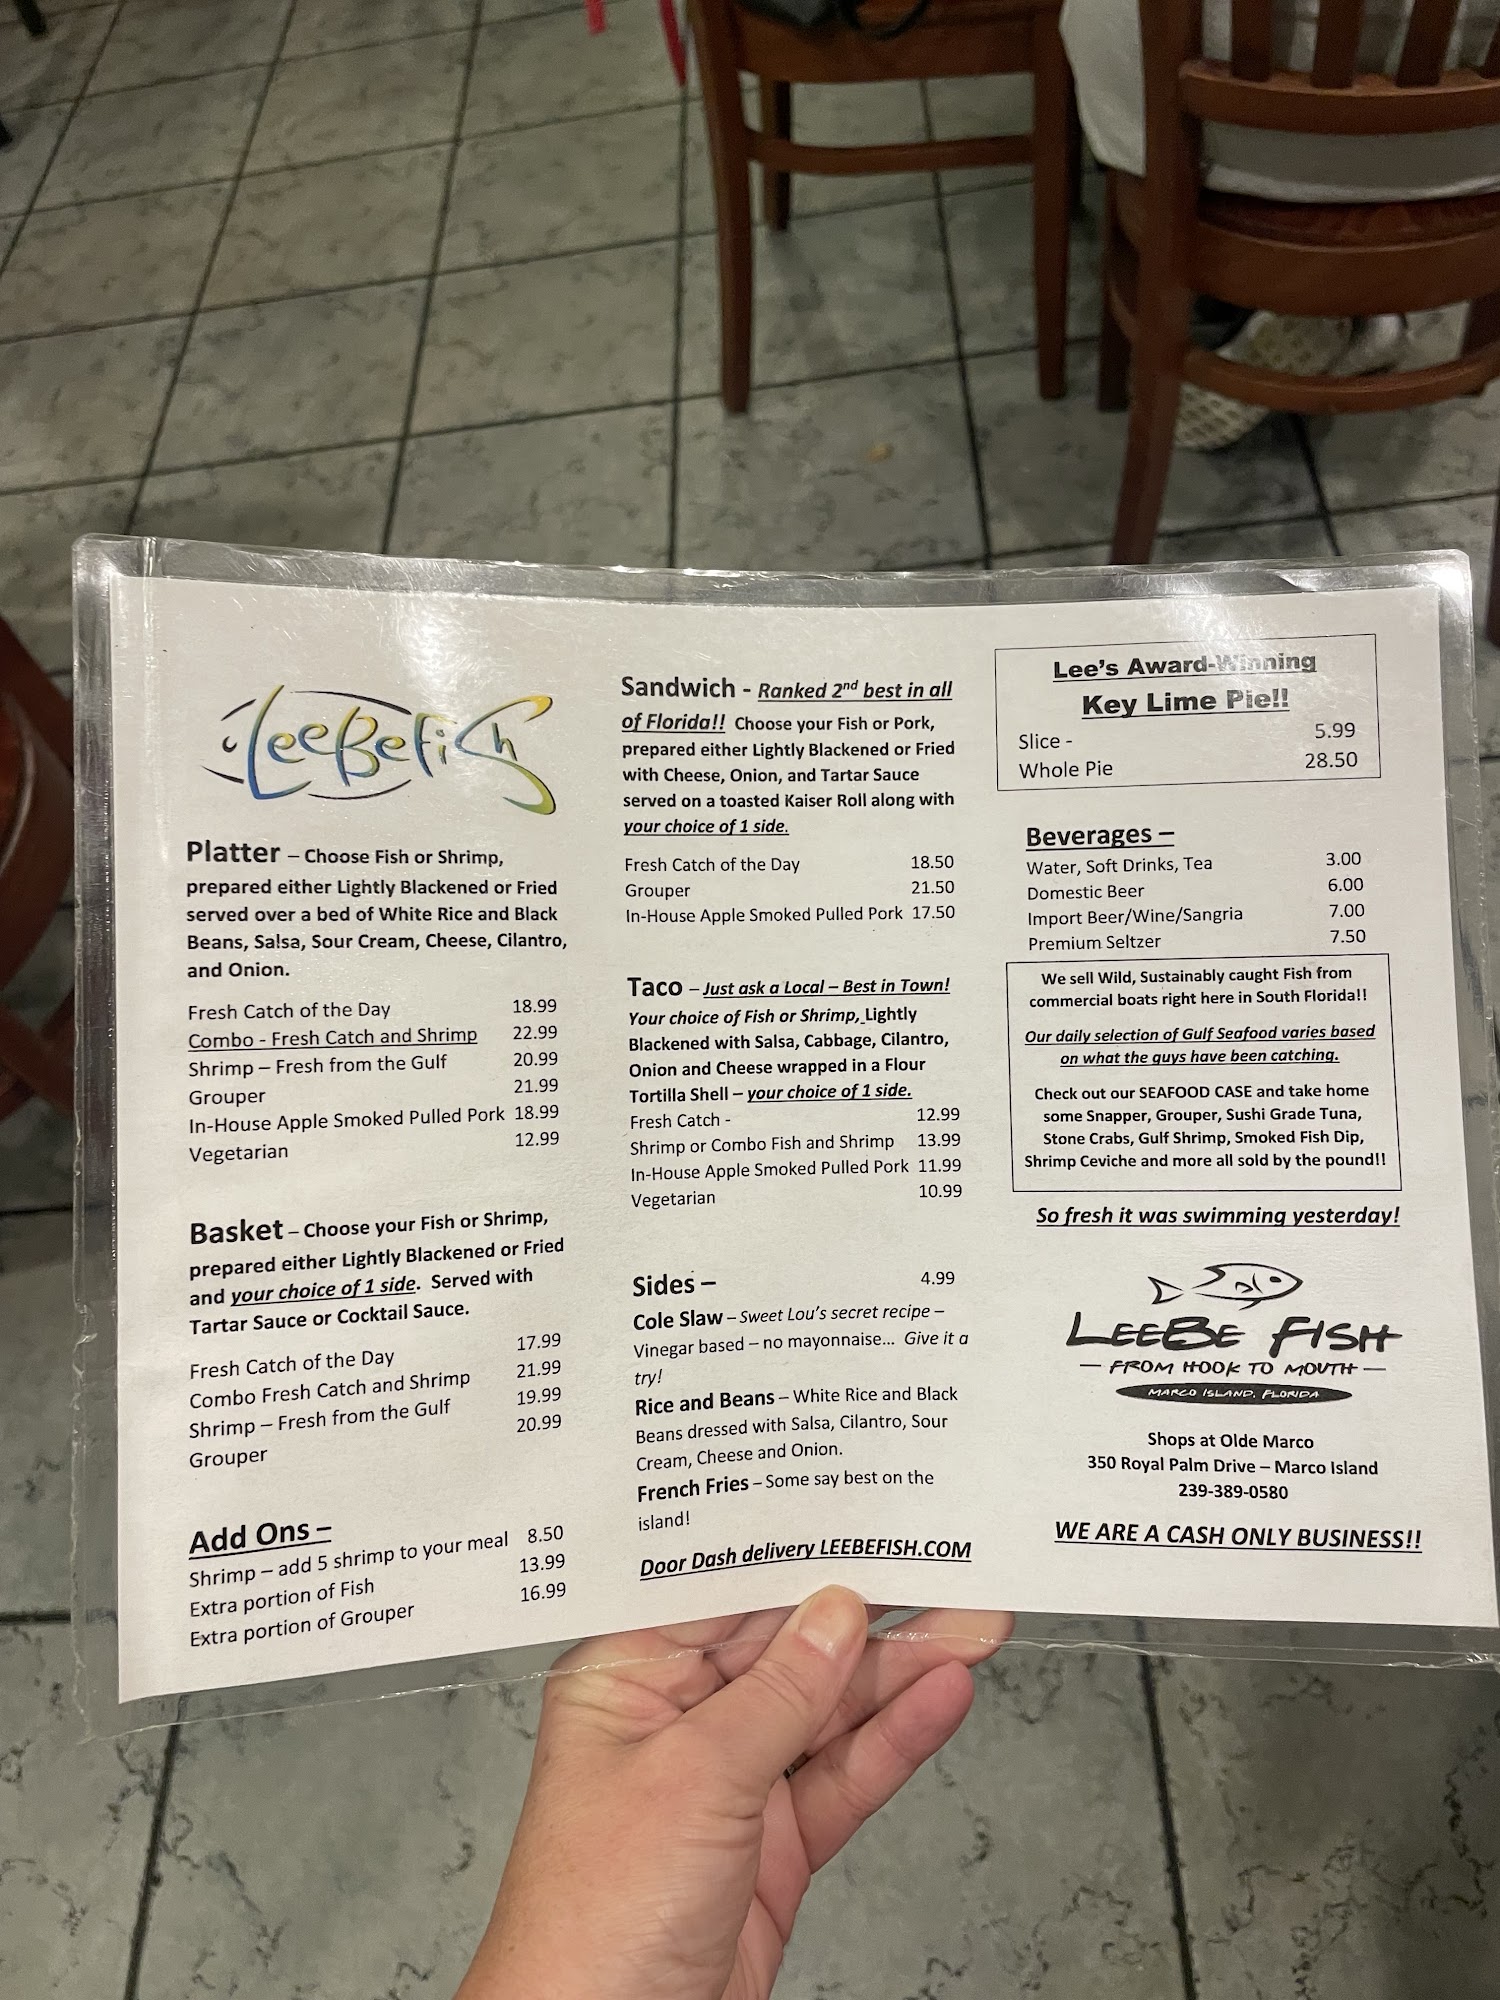 LeeBeFish
Platter – Choose Fish or Shrimp,
prepared either Lightly Blackened or Fried
served over a bed of White Rice and Black
Beans, Salsa, Sour Cream, Cheese, Cilantro,
and Onion.
Fresh Catch of the Day 18.99
Combo - Fresh Catch and Shrimp 22.99
Shrimp – Fresh from the Gulf 20.99
Grouper 21.99
In-House Apple Smoked Pulled Pork 18.99
Vegetarian 12.99
Basket – Choose your Fish or Shrimp,
prepared either Lightly Blackened or Fried
and your choice of 1 side. Served with
Tartar Sauce or Cocktail Sauce.
Fresh Catch of the Day 17.99
Combo Fresh Catch and Shrimp 21.99
Shrimp – Fresh from the Gulf 19.99
Grouper 20.99
Add Ons –
Shrimp – add 5 shrimp to your meal 8.50
Extra portion of Fish 13.99
Extra portion of Grouper 16.99
Sandwich - Ranked 2nd best in all
of Florida!! Choose your Fish or Pork,
prepared either Lightly Blackened or Fried
with Cheese, Onion, and Tartar Sauce
served on a toasted Kaiser Roll along with
your choice of 1 side.
Fresh Catch of the Day 18.50
Grouper 21.50
In-House Apple Smoked Pulled Pork 17.50
Taco – Just ask a Local – Best in Town!
Your choice of Fish or Shrimp, Lightly
Blackened with Salsa, Cabbage, Cilantro,
Onion and Cheese wrapped in a Flour
Tortilla Shell – your choice of 1 side.
Fresh Catch - 12.99
Shrimp or Combo Fish and Shrimp 13.99
In-House Apple Smoked Pulled Pork 11.99
Vegetarian 10.99
Sides – 4.99
Cole Slaw – Sweet Lou's secret recipe –
Vinegar based – no mayonnaise... Give it a
try!
Rice and Beans – White Rice and Black
Beans dressed with Salsa, Cilantro, Sour
Cream, Cheese and Onion.
French Fries – Some say best on the
island!
Door Dash delivery LEEBEFISH.COM
Lee's Award-Winning
Key Lime Pie!!
Slice - 5.99
Whole Pie 28.50
Beverages –
Water, Soft Drinks, Tea 3.00
Domestic Beer 6.00
Import Beer/Wine/Sangria 7.00
Premium Seltzer 7.50
We sell Wild, Sustainably caught Fish from
commercial boats right here in South Florida!!
Our daily selection of Gulf Seafood varies based
on what the guys have been catching.
Check out our SEAFOOD CASE and take home
some Snapper, Grouper, Sushi Grade Tuna,
Stone Crabs, Gulf Shrimp, Smoked Fish Dip,
Shrimp Ceviche and more all sold by the pound!!
So fresh it was swimming yesterday!
LEEBE FISH
— FROM HOOK TO MOUTH —
MARCO ISLAND, FLORIDA
Shops at Olde Marco
350 Royal Palm Drive – Marco Island
239-389-0580
WE ARE A CASH ONLY BUSINESS!!